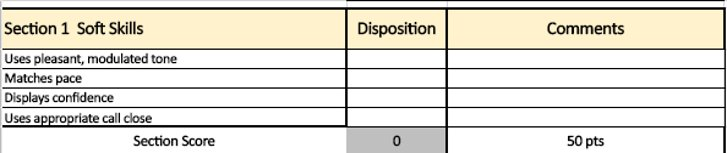 Section 1  Soft Skills Disposition Comments
Uses pleasant, modulated tone
Matches pace
Displays confidence
Uses appropriate call close
Section Score 0 50 pts